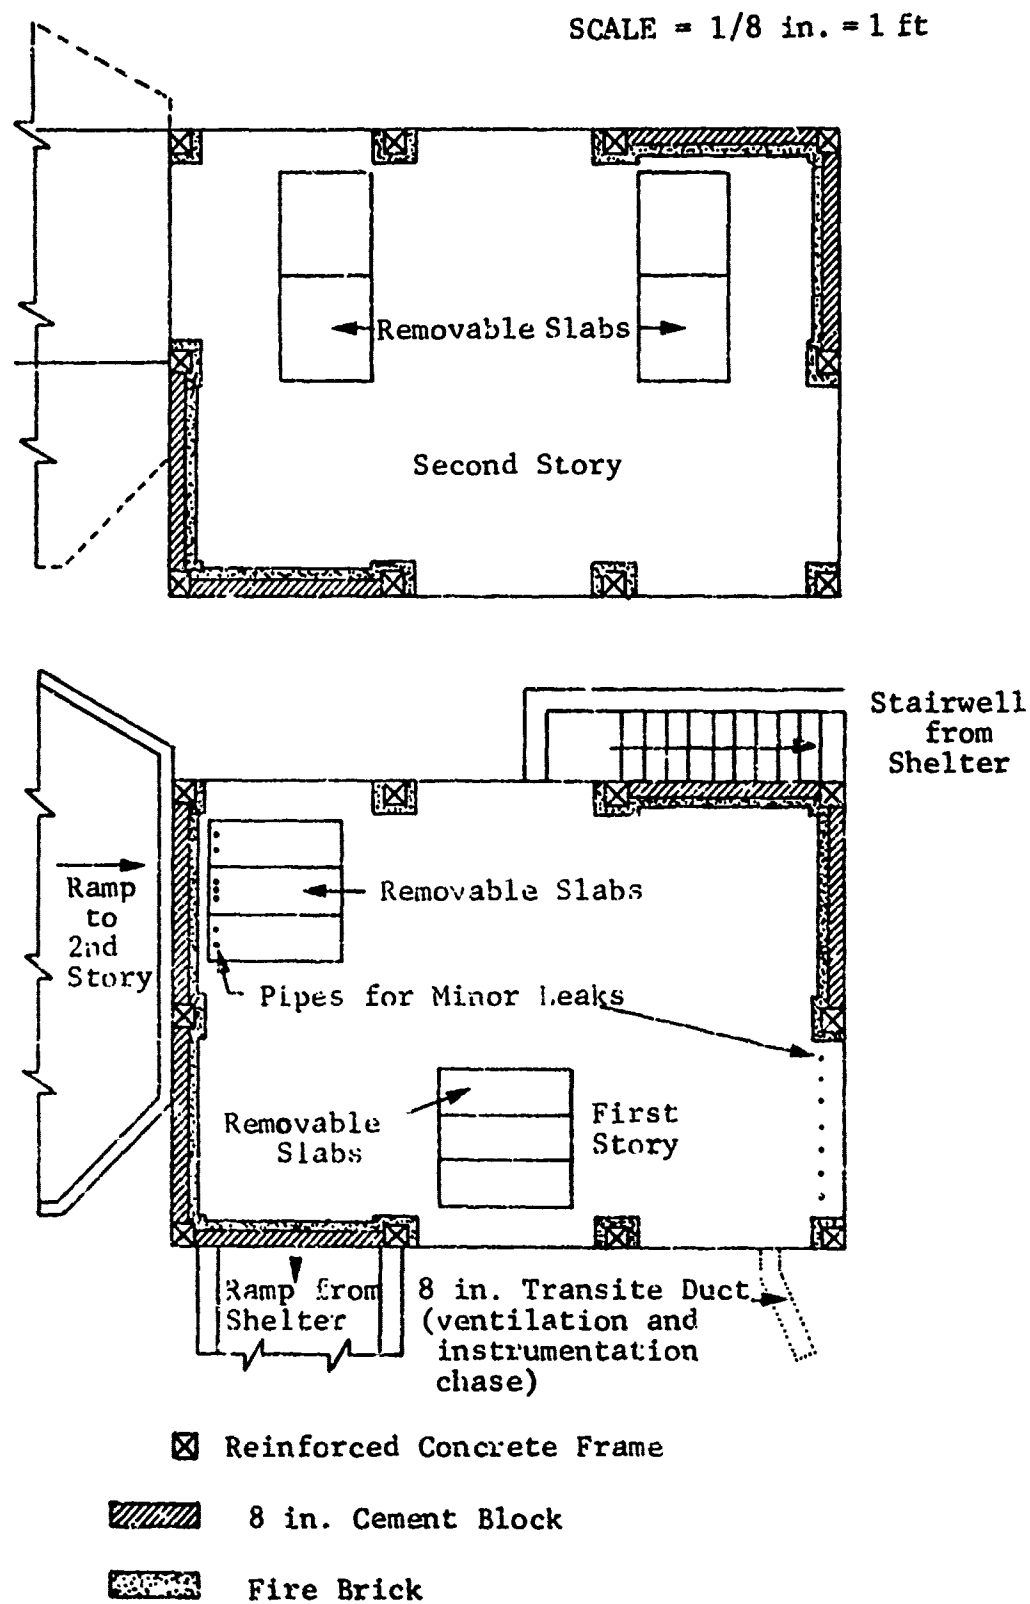 SCALE = 1/8 in. = 1 ft
Removable Slabs
Second Story
Stairwell
from
Shelter
Ramp
to
2nd
Story
Removable Slabs
Pipes for Minor Leaks
Removable
Slabs
First
Story
Ramp from
Shelter
8 in. Transite Duct
(ventilation and
instrumentation
chase)
Reinforced Concrete Frame
8 in. Cement Block
Fire Brick